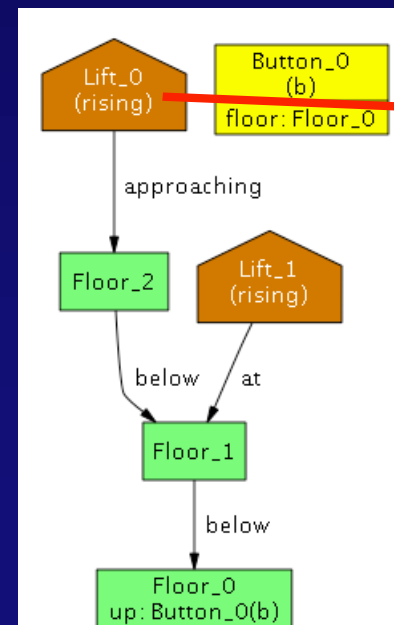 Lift_0
(rising)
Button_0
(b)
floor: Floor_0
approaching
Floor_2
Lift_1
(rising)
below
at
Floor_1
below
Floor_0
up: Button_0(b)